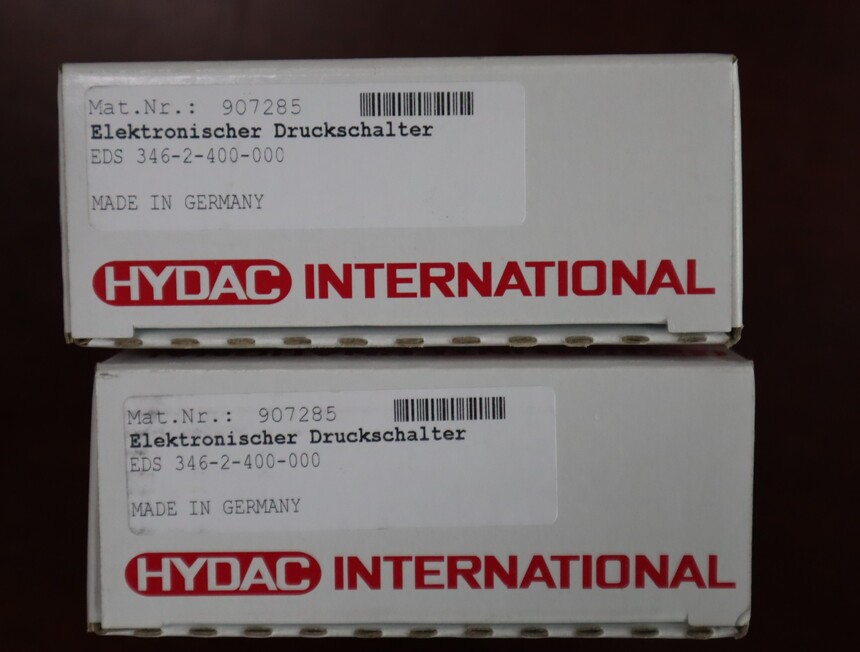 Mat.Nr.: 907285
Elektronischer Druckschalter
EDS 346-2-400-000
MADE IN GERMANY
HYDAC INTERNATIONAL
Mat.Nr.: 907285
Elektronischer Druckschalter
EDS 346-2-400-000
MADE IN GERMANY
HYDAC INTERNATIONAL